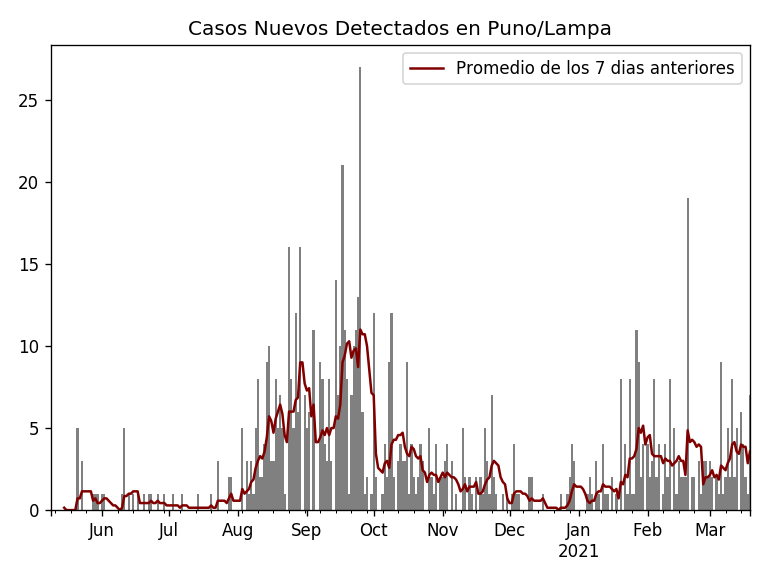 Casos Nuevos Detectados en Puno/Lampa
Promedio de los 7 dias anteriores
25
20
15
10
5
0
Jun Jul Aug Sep Oct Nov Dec Jan Feb Mar
2021